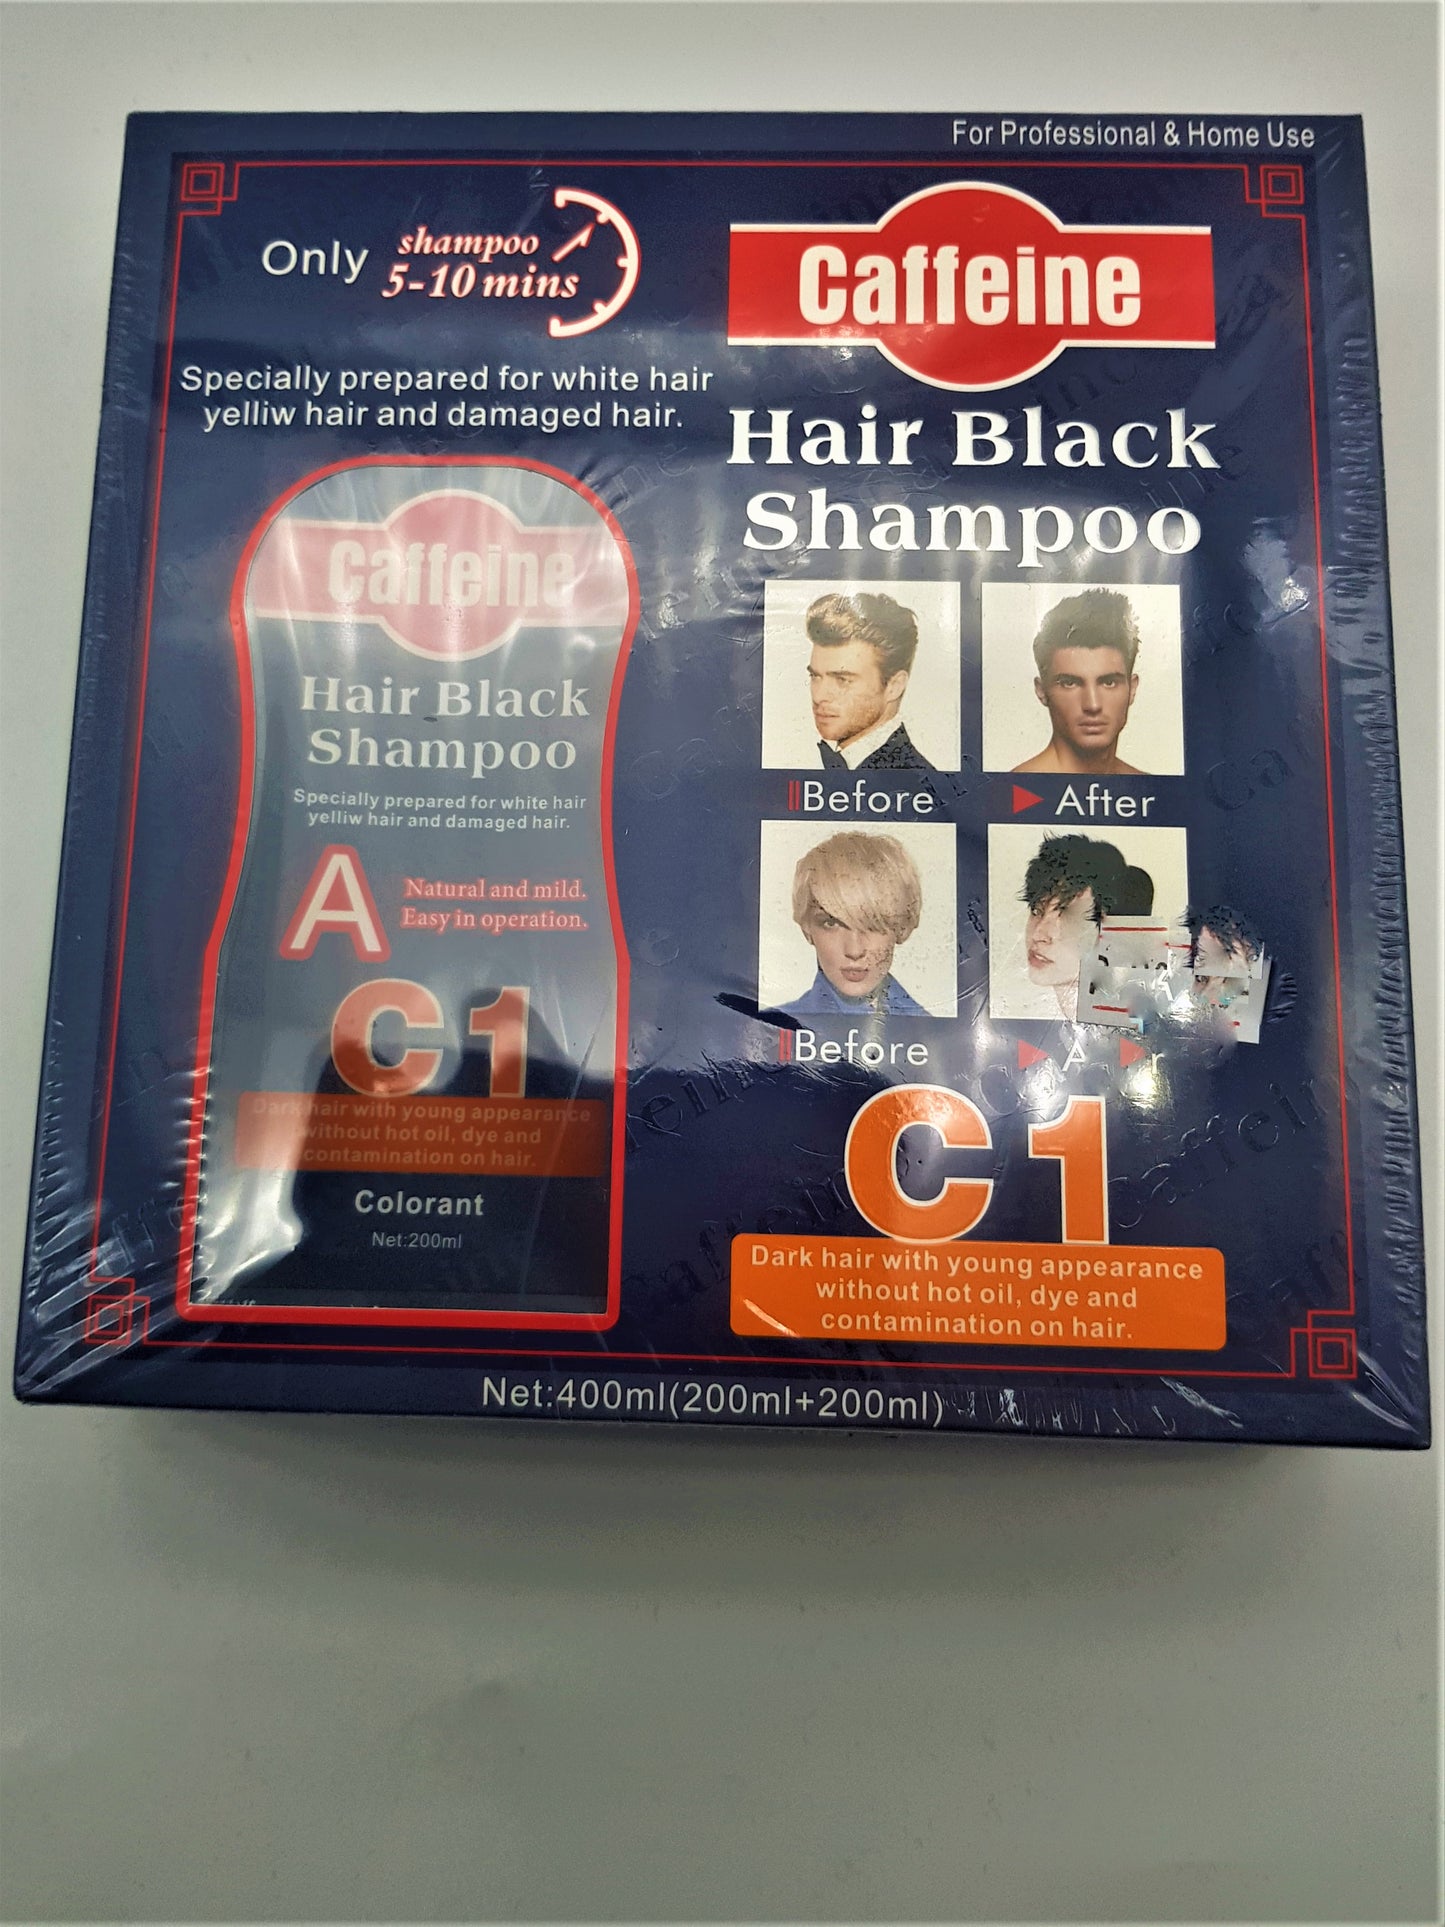 For Professional & Home Use
Only shampoo
5-10 mins
Specially prepared for white hair
yelliw hair and damaged hair.
Caffeine
Hair Black
Shampoo
Before
After
Before
C1
Dark hair with young appearance
without hot oil, dye and
contamination on hair.
Caffeine
Hair Black
Shampoo
Specially prepared for white hair
yelliw hair and damaged hair.
A
Natural and mild.
Easy in operation.
C1
Dark hair with young appearance
without hot oil, dye and
contamination on hair.
Colorant
Net:200ml
Net:400ml(200ml+200ml)